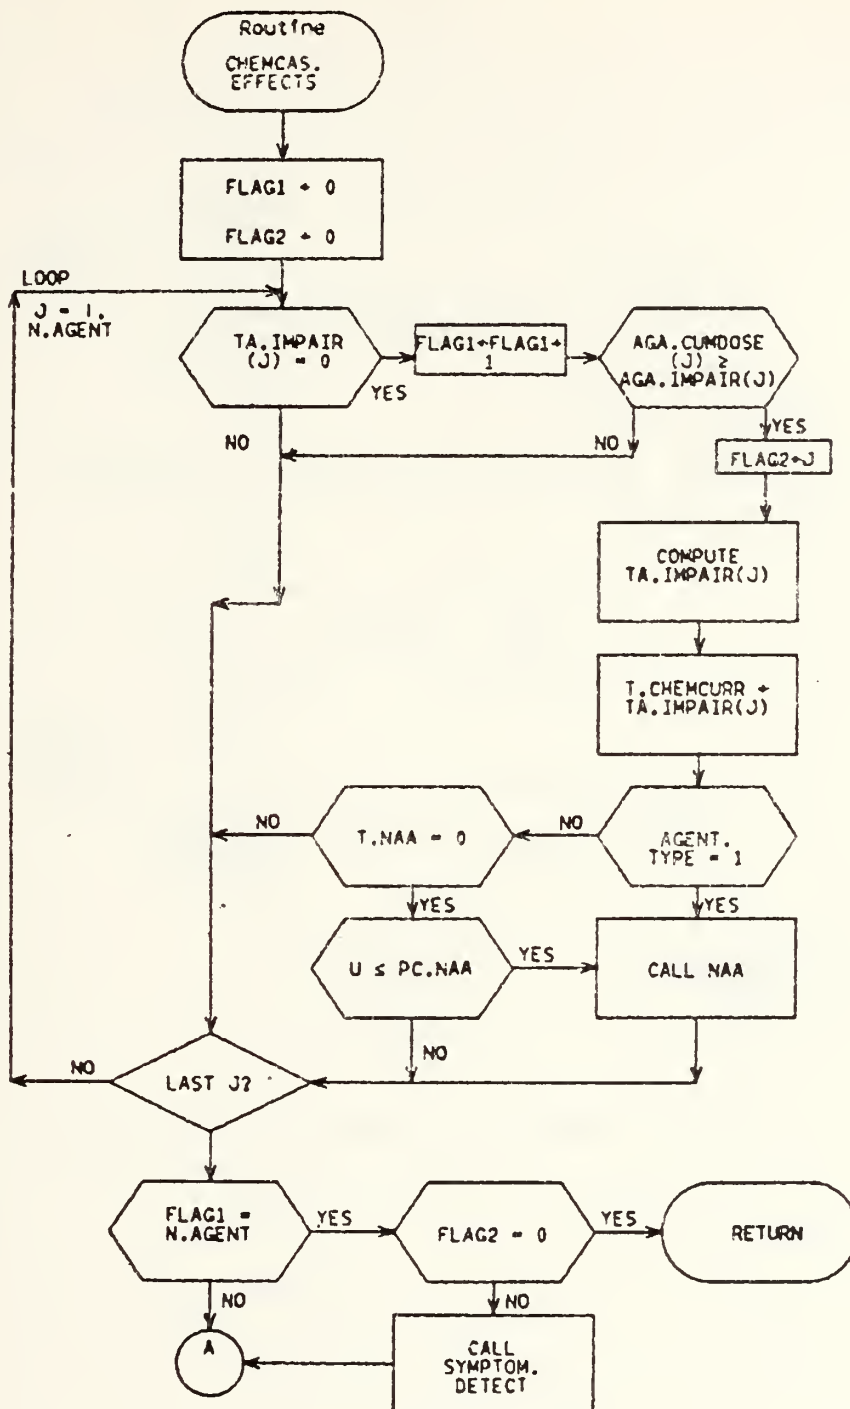 Routine
CHEMCAS.
EFFECTS
FLAG1 ← 0
FLAG2 ← 0
LOOP
J = 1,
N.AGENT
TA.IMPAIR
(J) = 0
YES
NO
FLAG1←FLAG1+
1
AGA.CUMDOSE
(J) ≥
AGA.IMPAIR(J)
NO
YES
FLAG2←J
COMPUTE
TA.IMPAIR(J)
T.CHEMCURR ←
TA.IMPAIR(J)
AGENT.
TYPE = 1
NO
YES
T.NAA = 0
NO
YES
U ≤ PC.NAA
YES
NO
CALL NAA
LAST J?
NO
FLAG1 =
N.AGENT
YES
NO
FLAG2 = 0
YES
NO
RETURN
A
CALL
SYMPTOM.
DETECT